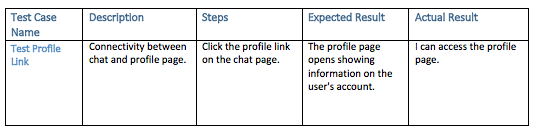 Test Case Name
Description
Steps
Expected Result
Actual Result
Test Profile Link
Connectivity between
chat and profile page.
Click the profile link
on the chat page.
The profile page
opens showing
information on the
user's account.
I can access the profile
page.